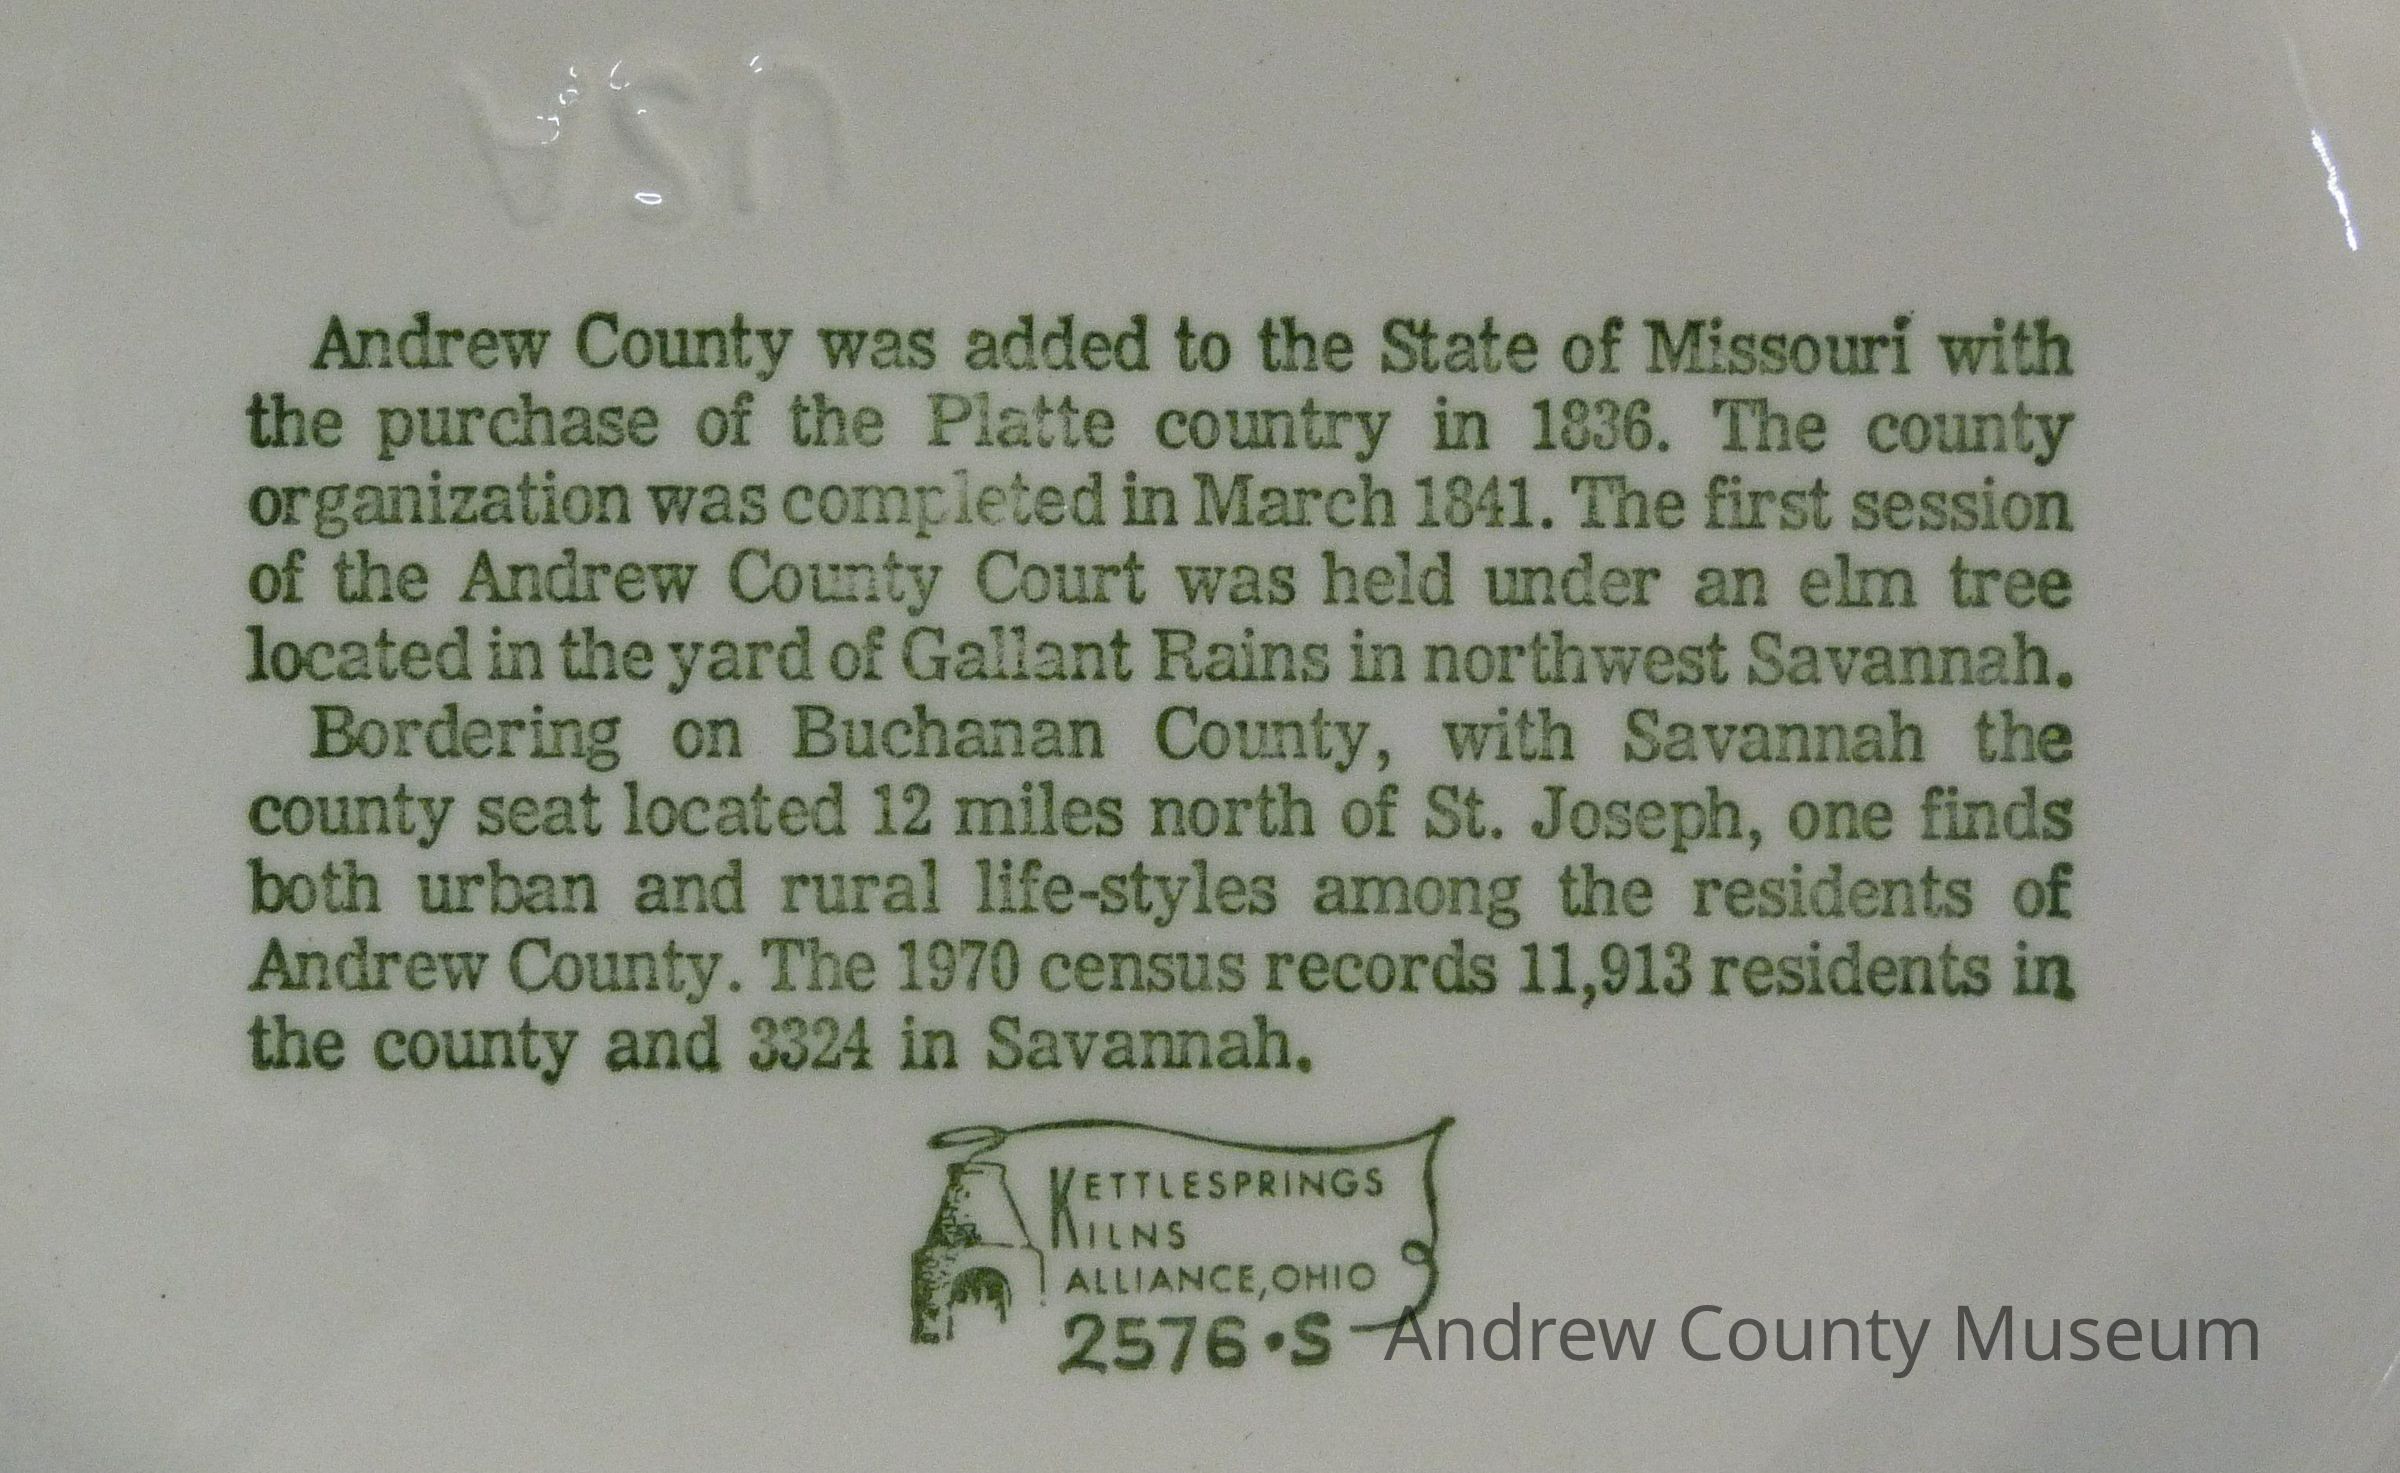 USA
Andrew County was added to the State of Missouri with
the purchase of the Platte country in 1836. The county
organization was completed in March 1841. The first session
of the Andrew County Court was held under an elm tree
located in the yard of Gallant Rains in northwest Savannah.
Bordering on Buchanan County, with Savannah the
county seat located 12 miles north of St. Joseph, one finds
both urban and rural life-styles among the residents of
Andrew County. The 1970 census records 11,913 residents in
the county and 3324 in Savannah.
KETTLESPRINGS
KILNS
ALLIANCE, OHIO
2576•S
Andrew County Museum